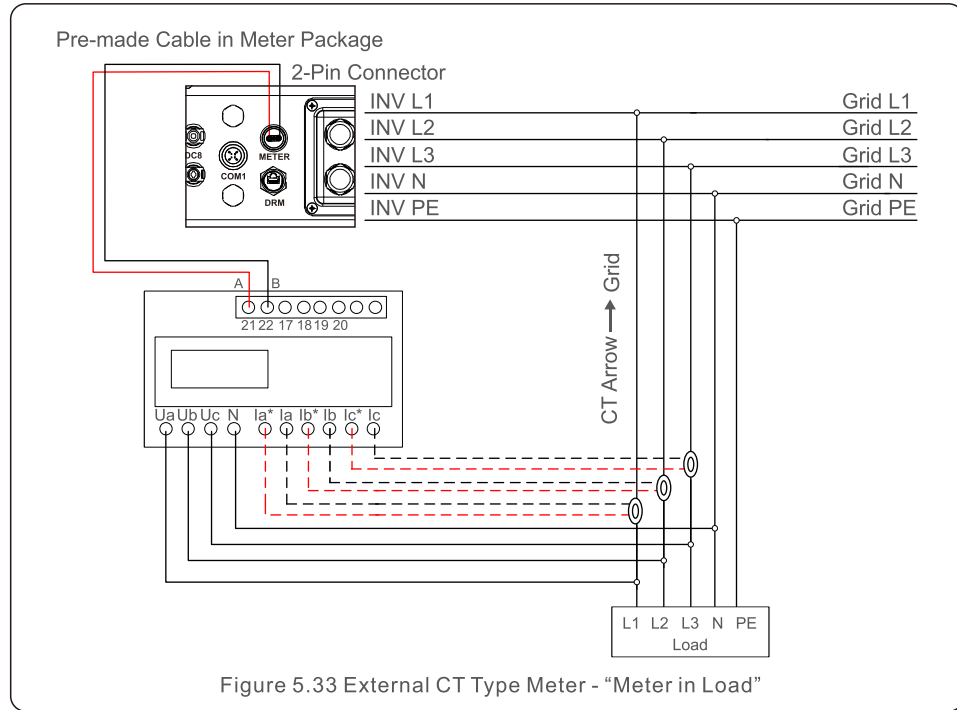 Pre-made Cable in Meter Package
2-Pin Connector
INV L1 Grid L1
INV L2 Grid L2
INV L3 Grid L3
INV N Grid N
INV PE Grid PE
DC8
COM1
METER
DRM
A B
21 22 17 18 19 20
Ua Ub Uc N Ia* Ia Ib* Ib Ic* Ic
CT Arrow → Grid
L1 L2 L3 N PE
Load
Figure 5.33 External CT Type Meter - “Meter in Load”